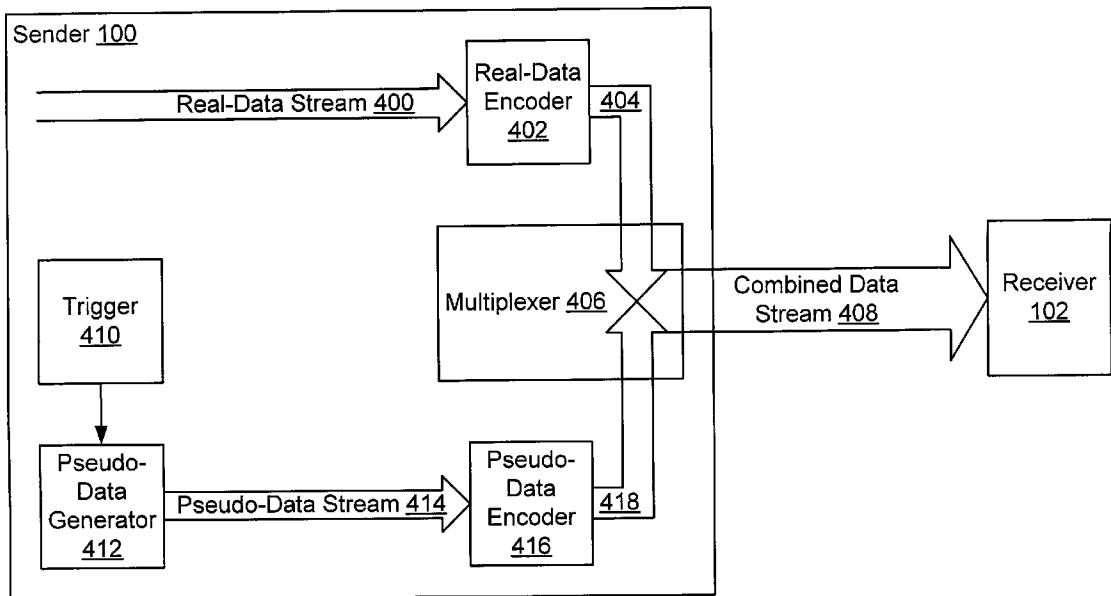 Sender 100
Real-Data Stream 400
Real-Data
Encoder
402
404
Trigger
410
Multiplexer 406
Combined Data
Stream 408
Receiver
102
Pseudo-
Data
Generator
412
Pseudo-Data Stream 414
Pseudo-
Data
Encoder
416
418